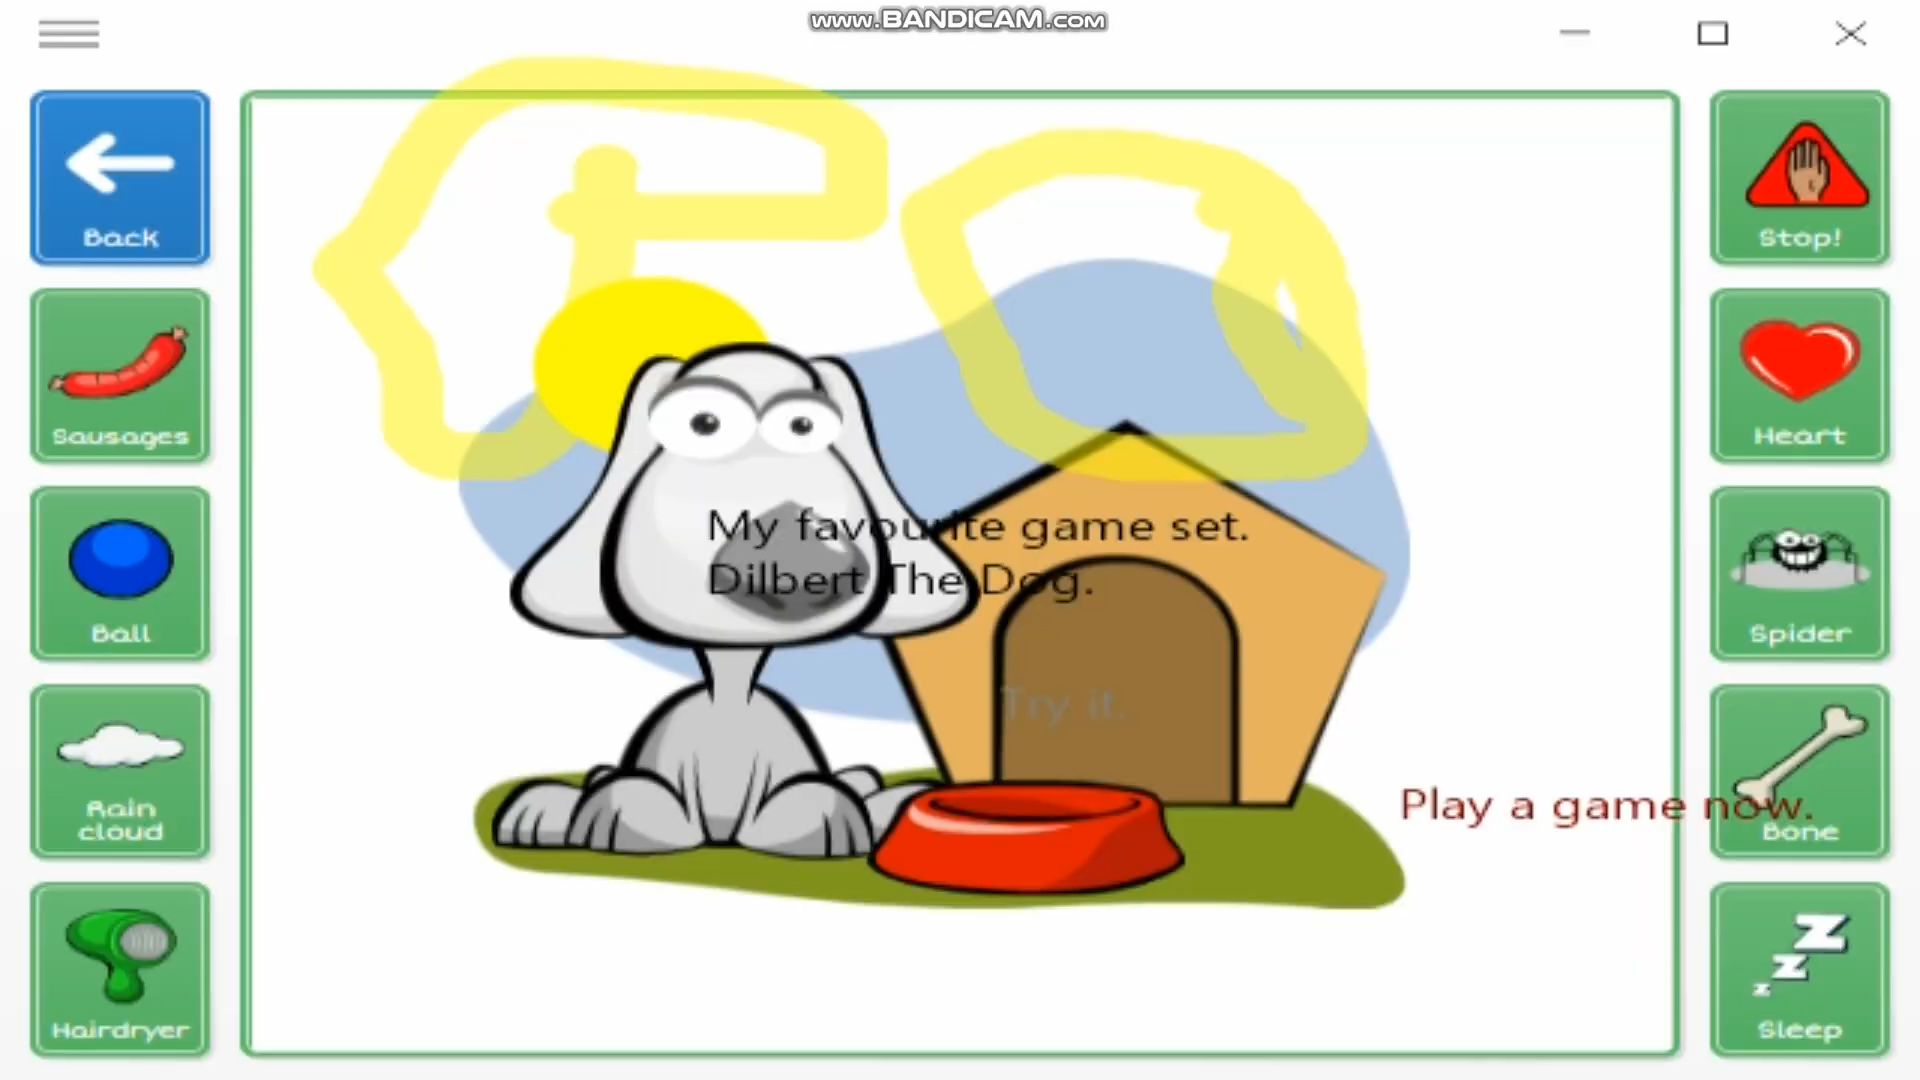 www.BANDICAM.com
Back
Sausages
Ball
Rain
cloud
Hairdryer
My favourite game set.
Dilbert The Dog.
Try it.
Play a game now.
Stop!
Heart
Spider
Bone
Sleep